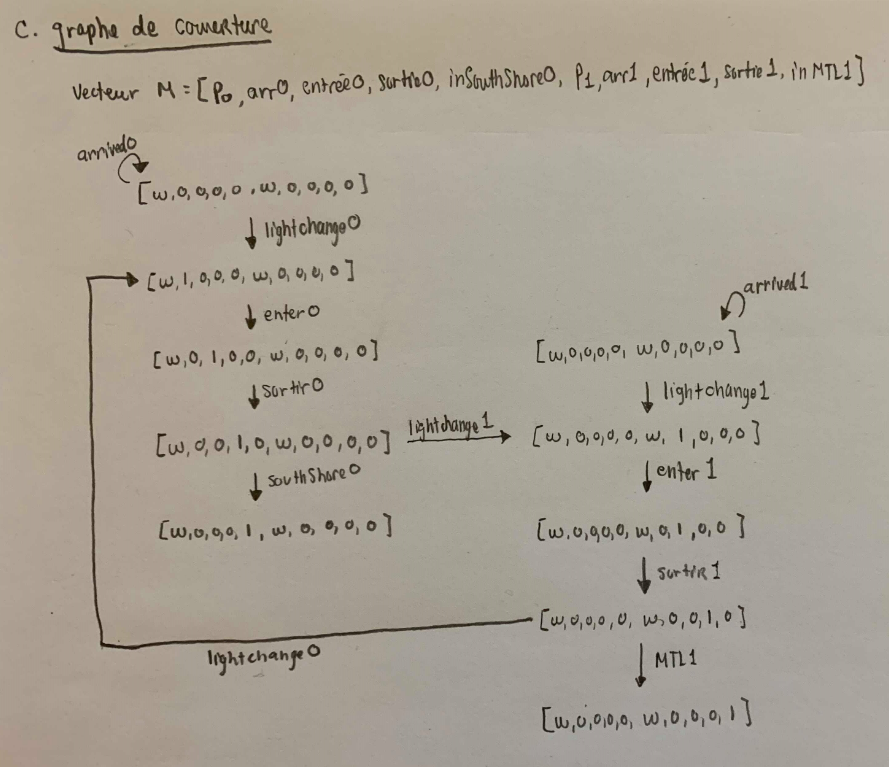 C. graphe de couverture
Vecteur M = [P0, arr0, entrée0, sortie0, inSouthShore0, P1, arr1, entrée1, sortie1, inMTL1]
arrived0
[w,0,0,0,0,w,0,0,0,0]
lightchange0
[w,1,0,0,0,w,0,0,0,0]
enter0
[w,0,1,0,0,w,0,0,0,0]
sortir0
[w,0,0,1,0,w,0,0,0,0]
southShore0
[w,0,0,0,1,w,0,0,0,0]
lightchange1
arrived1
[w,0,0,0,0,w,0,0,0,0]
lightchange1
[w,0,0,0,0,w,1,0,0,0]
enter1
[w,0,0,0,0,w,0,1,0,0]
sortir1
[w,0,0,0,0,w,0,0,1,0]
MTL1
[w,0,0,0,0,w,0,0,0,1]
lightchange0